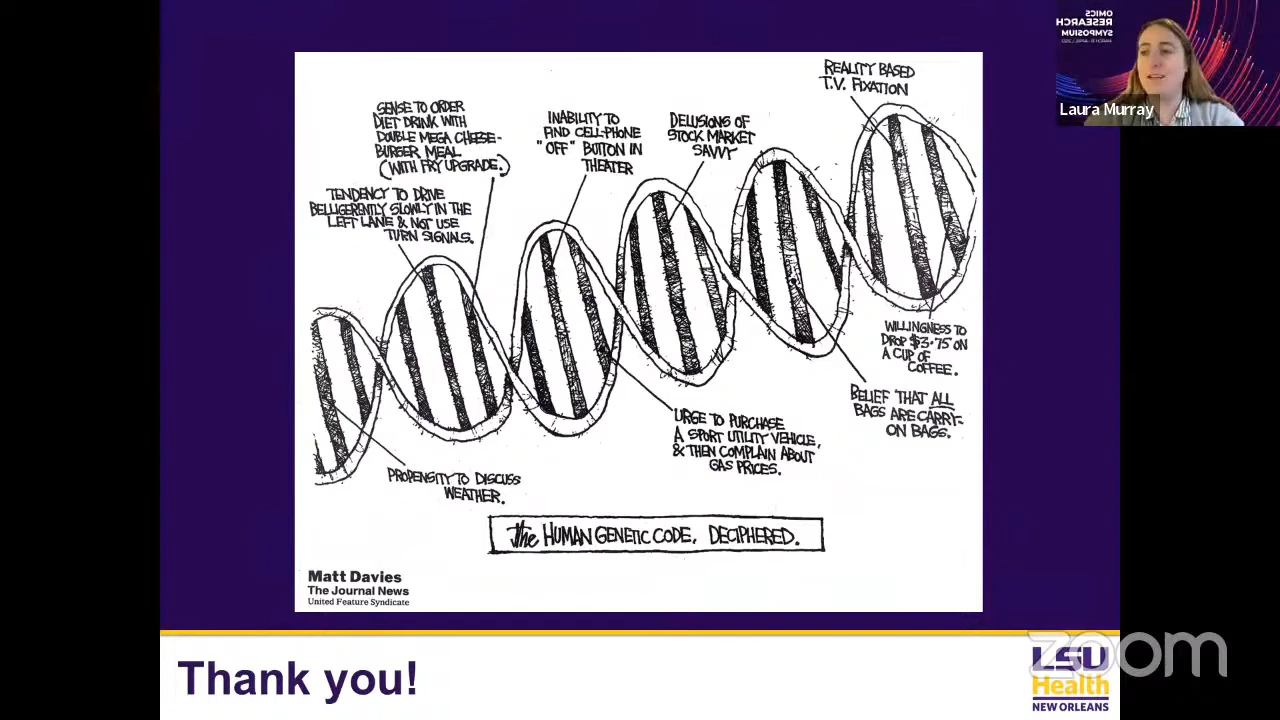 SENSE TO ORDER
DIET DRINK WITH
DOUBLE MEGA CHEESE-
BURGER MEAL
(WITH FRY UPGRADE.)
TENDENCY TO DRIVE
BELLIGERENTLY SLOWLY IN THE
LEFT LANE & NOT USE
TURN SIGNALS.
INABILITY TO
FIND CELL-PHONE
"OFF" BUTTON IN
THEATER
DELUSIONS OF
STOCK MARKET
SAVVY
REALITY BASED
T.V. FIXATION
WILLINGNESS TO
DROP $3.75 ON
A CUP OF
COFFEE.
BELIEF THAT ALL
BAGS ARE CARRY-
ON BAGS.
URGE TO PURCHASE
A SPORT UTILITY VEHICLE,
& THEN COMPLAIN ABOUT
GAS PRICES.
PROPENSITY TO DISCUSS
WEATHER.
the HUMAN GENETIC CODE, DECIPHERED.
Matt Davies
The Journal News
United Feature Syndicate
Thank you!
LSU
Health
NEW ORLEANS
zoom
OMICS
RESEARCH
SYMPOSIUM
Laura Murray